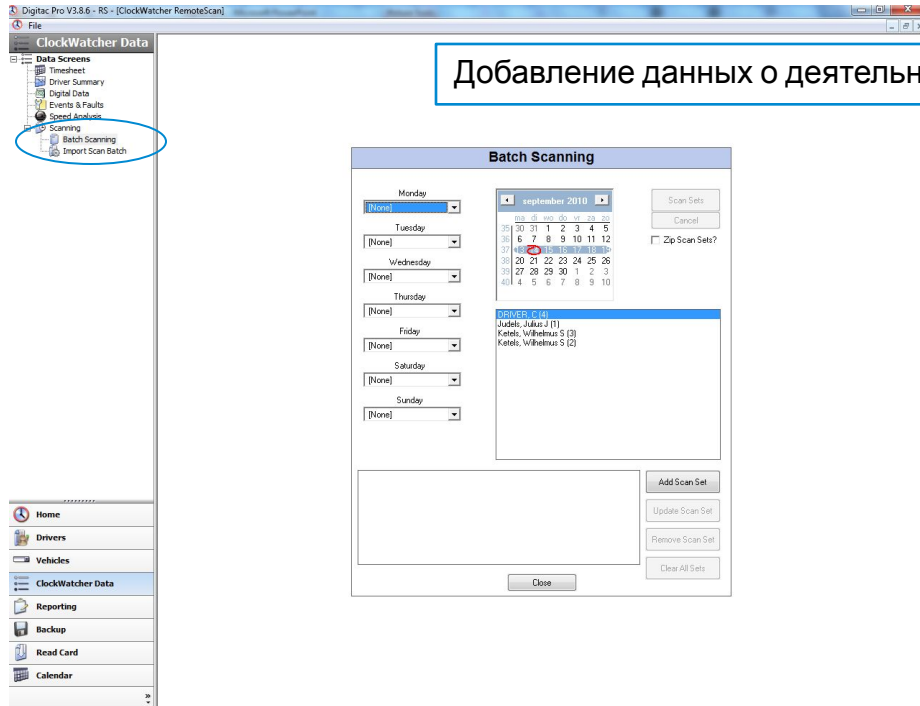 Digitac Pro V3.8.6 - RS - [ClockWatcher RemoteScan]
File
ClockWatcher Data
Data Screens
Timesheet
Driver Summary
Digital Data
Events & Faults
Speed Analysis
Scanning
Batch Scanning
Import Scan Batch
Добавление данных о деятельн
Batch Scanning
Monday
[None]
Tuesday
[None]
Wednesday
[None]
Thursday
[None]
Friday
[None]
Saturday
[None]
Sunday
[None]
september 2010
ma di wo do vr za zo
35 30 31 1 2 3 4 5
36 6 7 8 9 10 11 12
37 13 15 16 17 18 19
38 20 21 22 23 24 25 26
39 27 28 29 30 1 2 3
40 4 5 6 7 8 9 10
Scan Sets
Cancel
Zip Scan Sets?
DRIVER, C (4)
Judels, Julius J (1)
Ketels, Wilhelmus S (3)
Ketels, Wilhelmus S (2)
Add Scan Set
Update Scan Set
Remove Scan Set
Clear All Sets
Close
Home
Drivers
Vehicles
ClockWatcher Data
Reporting
Backup
Read Card
Calendar